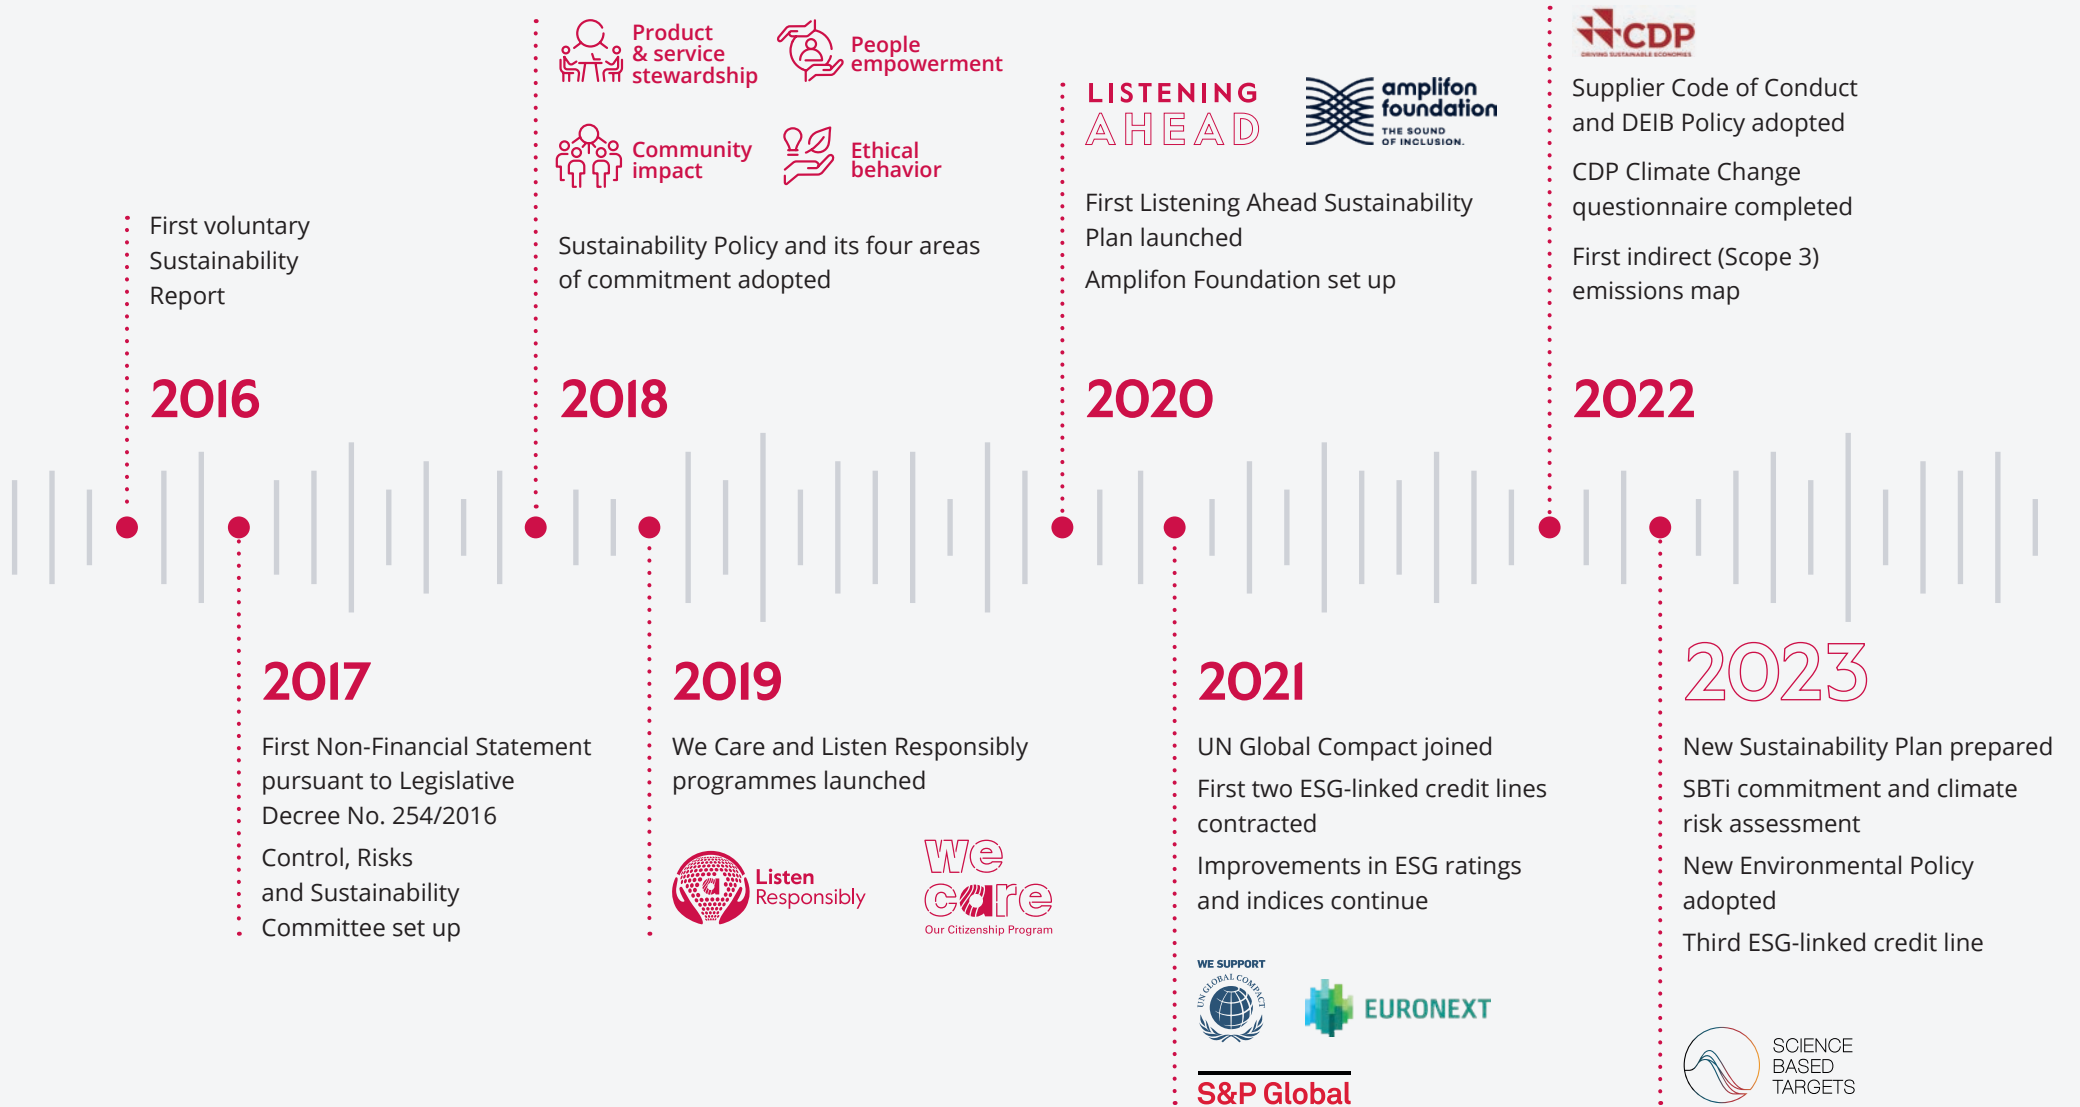 First voluntary
Sustainability
Report
2016
2017
First Non-Financial Statement
pursuant to Legislative
Decree No. 254/2016
Control, Risks
and Sustainability
Committee set up
Product
& service
stewardship
People
empowerment
Community
impact
Ethical
behavior
Sustainability Policy and its four areas
of commitment adopted
2018
2019
We Care and Listen Responsibly
programmes launched
Listen
Responsibly
we
care
Our Citizenship Program
LISTENING
AHEAD
amplifon
foundation
THE SOUND
OF INCLUSION.
First Listening Ahead Sustainability
Plan launched
Amplifon Foundation set up
2020
2021
UN Global Compact joined
First two ESG-linked credit lines
contracted
Improvements in ESG ratings
and indices continue
WE SUPPORT
UN GLOBAL COMPACT
EURONEXT
S&P Global
CDP
DRIVING SUSTAINABLE ECONOMIES
Supplier Code of Conduct
and DEIB Policy adopted
CDP Climate Change
questionnaire completed
First indirect (Scope 3)
emissions map
2022
2023
New Sustainability Plan prepared
SBTi commitment and climate
risk assessment
New Environmental Policy
adopted
Third ESG-linked credit line
SCIENCE
BASED
TARGETS